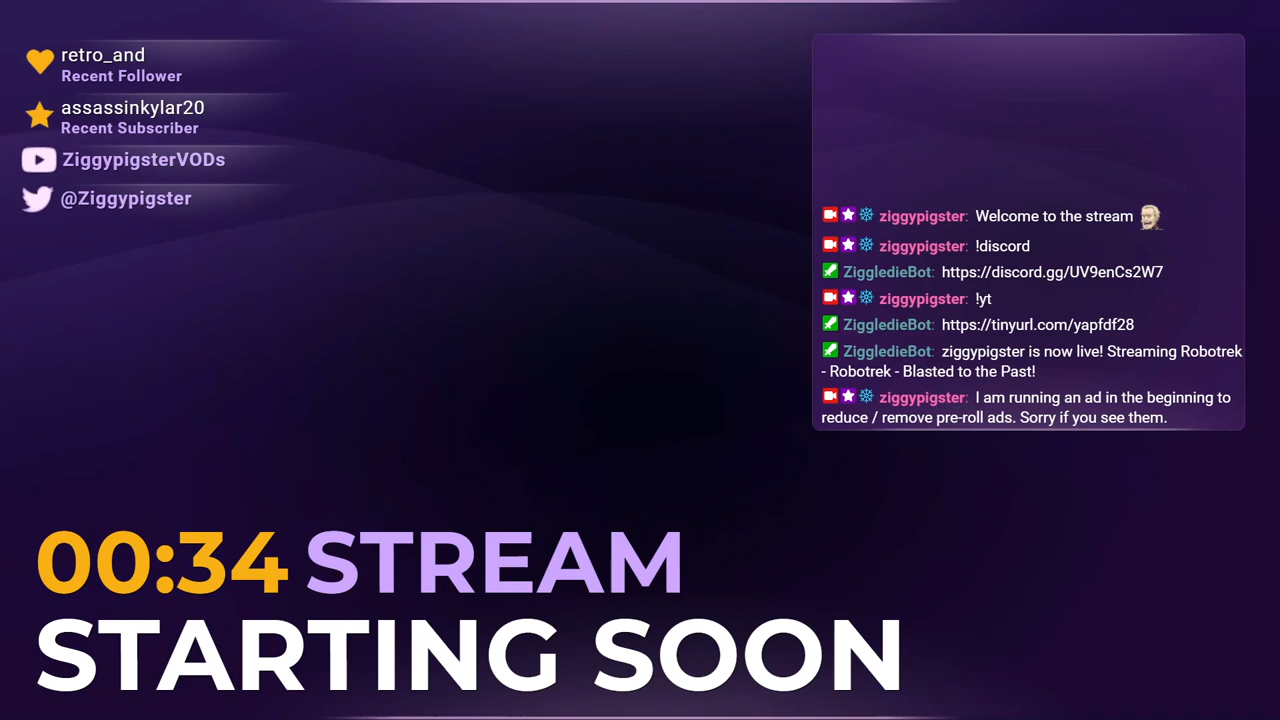 retro_and
Recent Follower
assassinkylar20
Recent Subscriber
ZiggypigsterVODs
@Ziggypigster
ziggypigster: Welcome to the stream
ziggypigster: !discord
ZiggledieBot: https://discord.gg/UV9enCs2W7
ziggypigster: !yt
ZiggledieBot: https://tinyurl.com/yapfdf28
ZiggledieBot: ziggypigster is now live! Streaming Robotrek
- Robotrek - Blasted to the Past!
ziggypigster: I am running an ad in the beginning to
reduce / remove pre-roll ads. Sorry if you see them.
00:34 STREAM
STARTING SOON